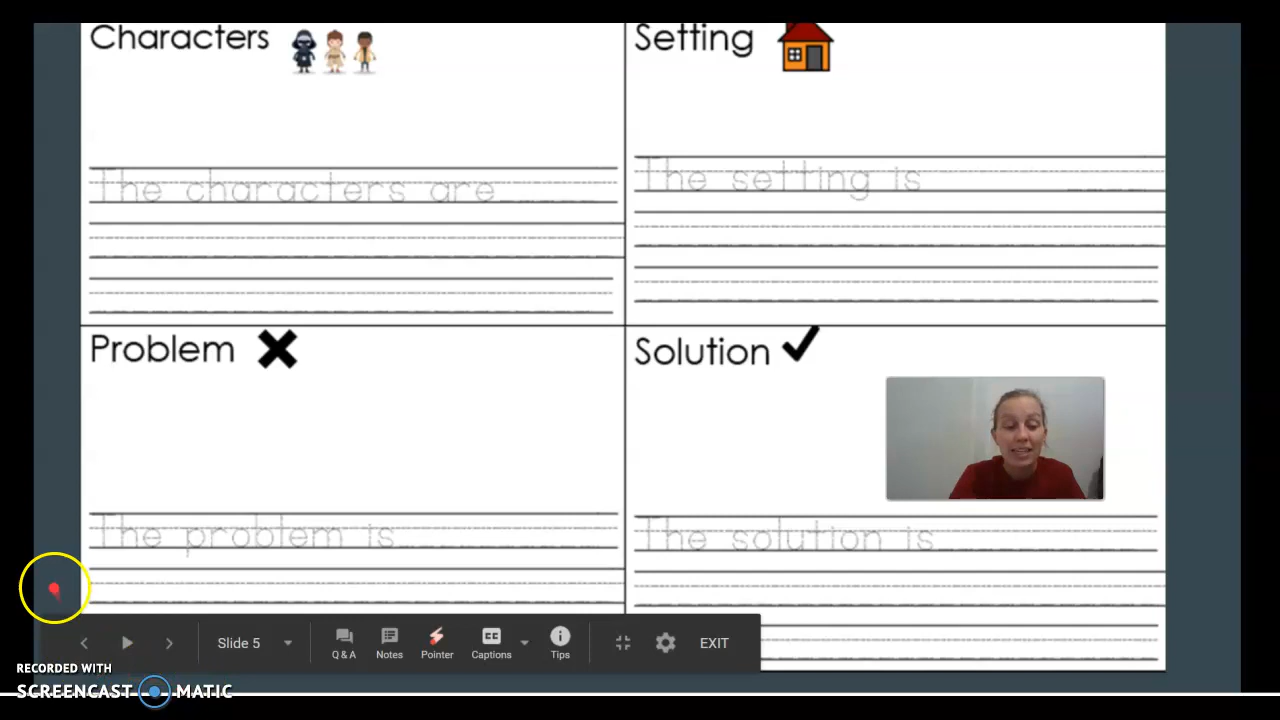 Characters
Setting
The characters are
The setting is
Problem
Solution
The problem is
The solution is
Slide 5
Q & A
Notes
Pointer
CC
Captions
Tips
EXIT
RECORDED WITH
SCREENCAST MATIC